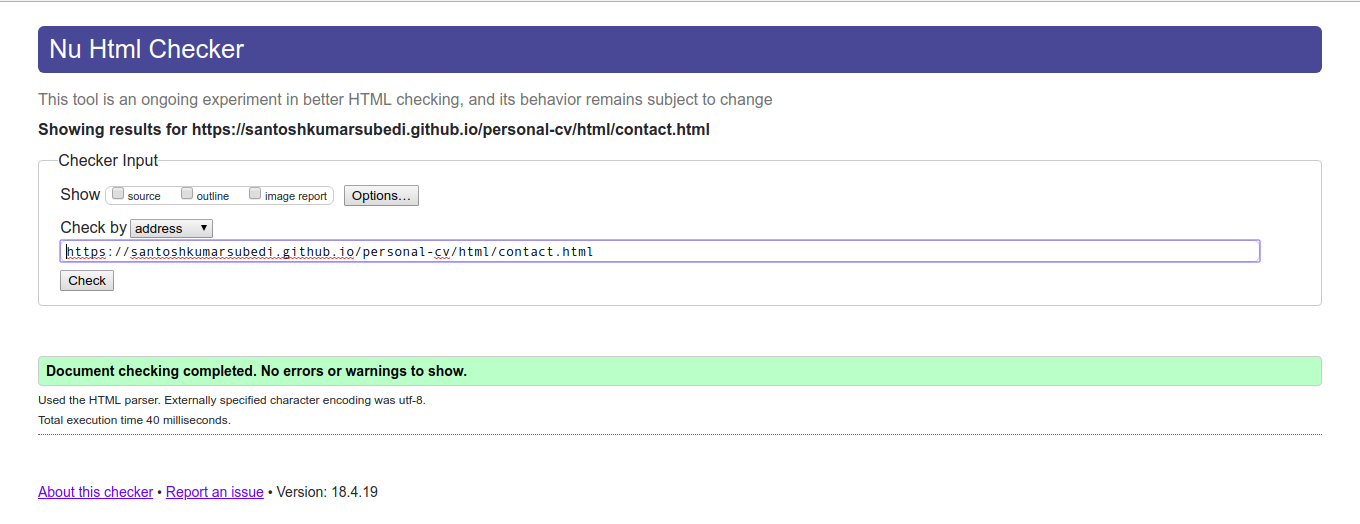 Nu Html Checker
This tool is an ongoing experiment in better HTML checking, and its behavior remains subject to change
Showing results for https://santoshkumarsubedi.github.io/personal-cv/html/contact.html
Checker Input
Show source outline image report Options...
Check by address
https://santoshkumarsubedi.github.io/personal-cv/html/contact.html
Check
Document checking completed. No errors or warnings to show.
Used the HTML parser. Externally specified character encoding was utf-8.
Total execution time 40 milliseconds.
About this checker • Report an issue • Version: 18.4.19